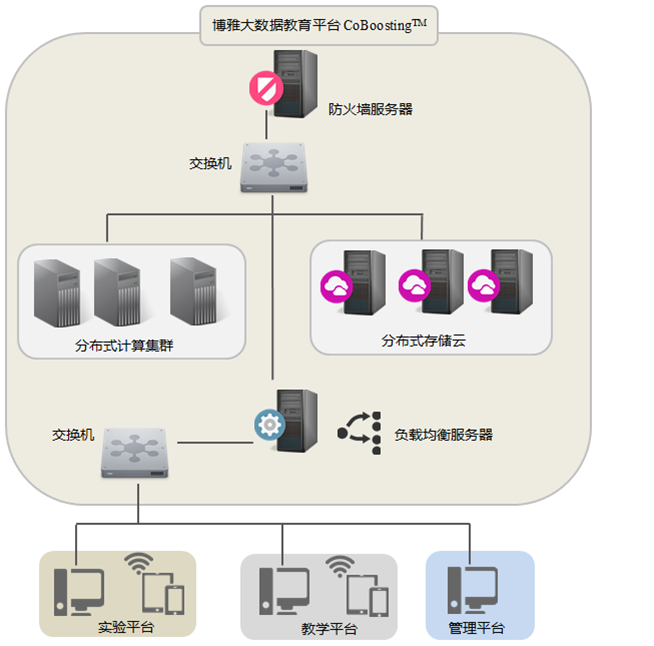 博雅大数据教育平台 CoBoosting™
防火墙服务器
交换机
分布式计算集群
分布式存储云
交换机
负载均衡服务器
实验平台
教学平台
管理平台